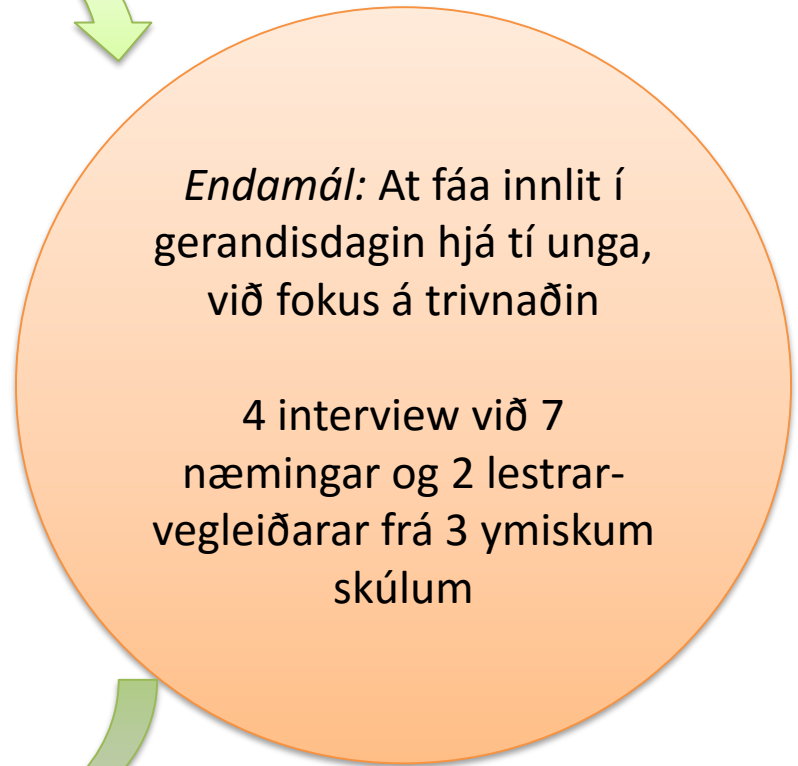 Endamál: At fáa innlit í
gerandisdagin hjá tí unga,
við fokus á trivnaðin
4 interview við 7
næmingar og 2 lestrar-
vegleiðarar frá 3 ymiskum
skúlum